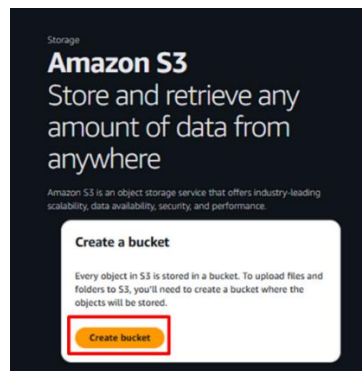 Storage
Amazon S3
Store and retrieve any
amount of data from
anywhere
Amazon S3 is an object storage service that offers industry-leading
scalability, data availability, security, and performance.
Create a bucket
Every object in S3 is stored in a bucket. To upload files and
folders to S3, you'll need to create a bucket where the
objects will be stored.
Create bucket